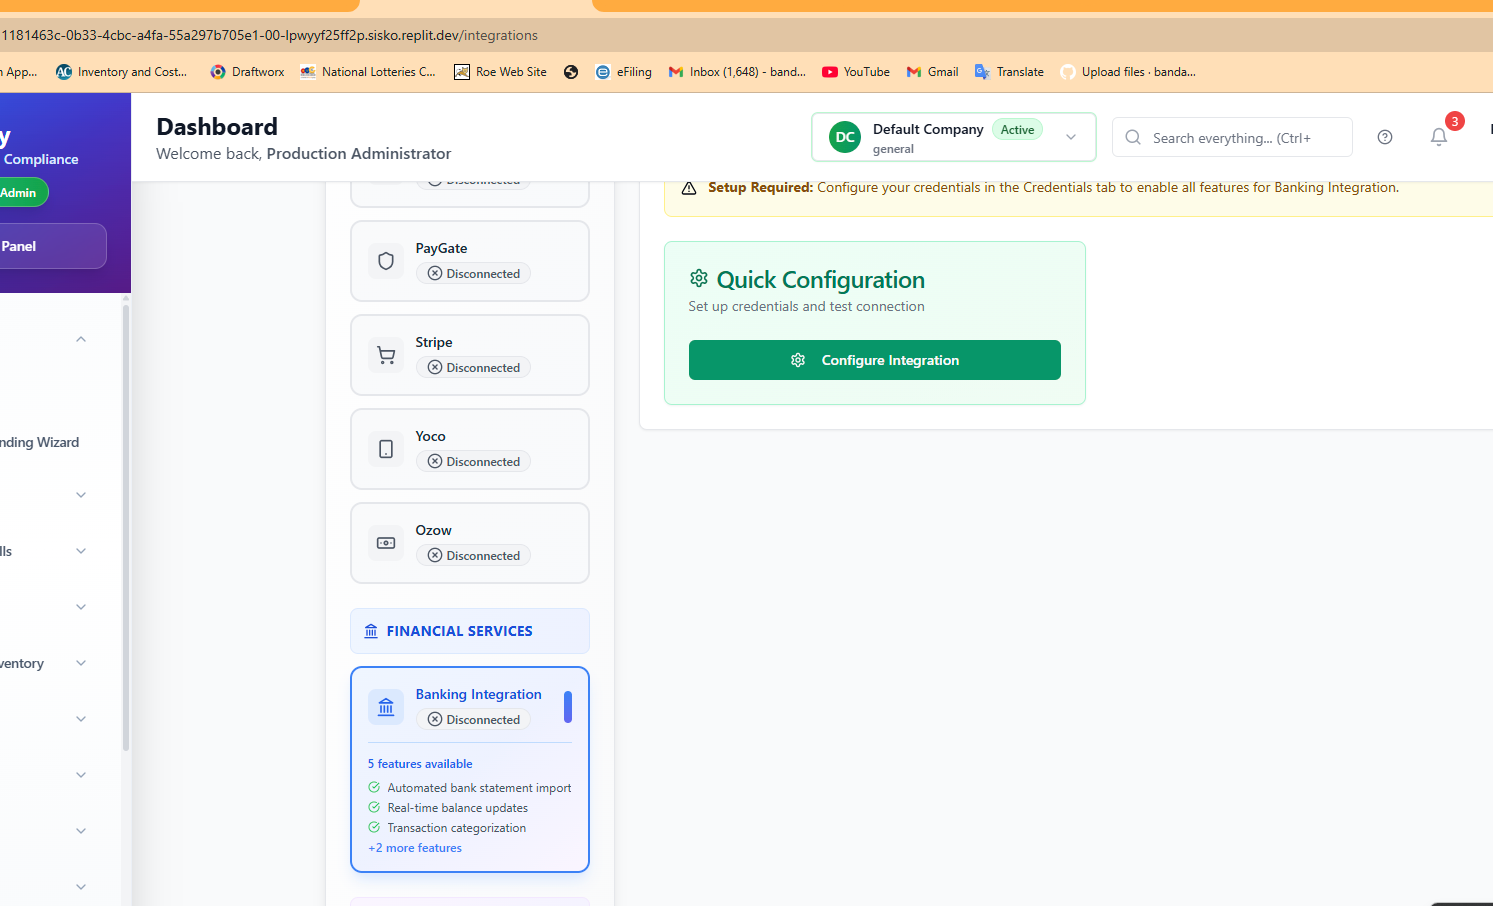 1181463c-0b33-4cbc-a4fa-55a297b705e1-00-lpwyyf25ff2p.sisko.replit.dev/integrations
App... Inventory and Cost... Draftworx National Lotteries C... Roe Web Site eFiling Inbox (1,648) - band... YouTube Gmail Translate Upload files · banda...
y
Compliance
Admin
Panel
nding Wizard
lls
ventory
Dashboard
Welcome back, Production Administrator
DC
Default Company Active
general
Search everything... (Ctrl+
3
Disconnected
PayGate
Disconnected
Stripe
Disconnected
Yoco
Disconnected
Ozow
Disconnected
FINANCIAL SERVICES
Banking Integration
Disconnected
5 features available
Automated bank statement import
Real-time balance updates
Transaction categorization
+2 more features
Setup Required: Configure your credentials in the Credentials tab to enable all features for Banking Integration.
Quick Configuration
Set up credentials and test connection
Configure Integration